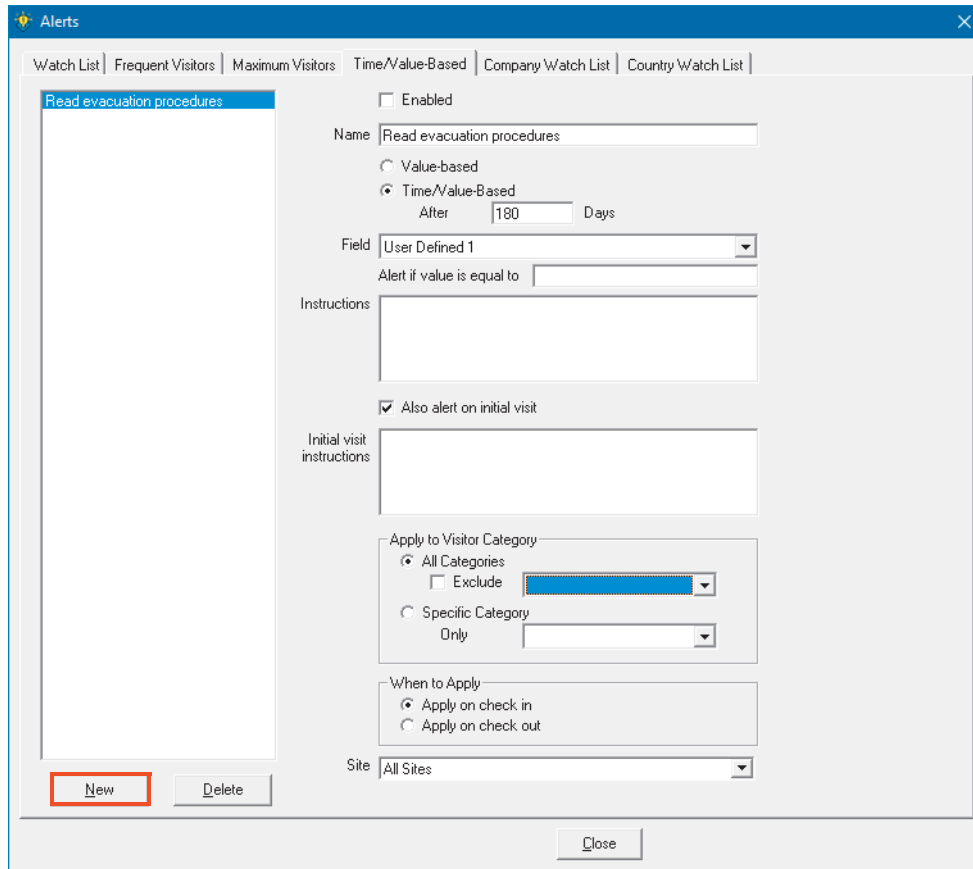 Alerts
Watch List Frequent Visitors Maximum Visitors Time/Value-Based Company Watch List Country Watch List
Read evacuation procedures
Enabled
Name Read evacuation procedures
Value-based
Time/Value-Based
After 180 Days
Field User Defined 1
Alert if value is equal to
Instructions
Also alert on initial visit
Initial visit
instructions
Apply to Visitor Category
All Categories
Exclude
Specific Category
Only
When to Apply
Apply on check in
Apply on check out
Site All Sites
New Delete
Close